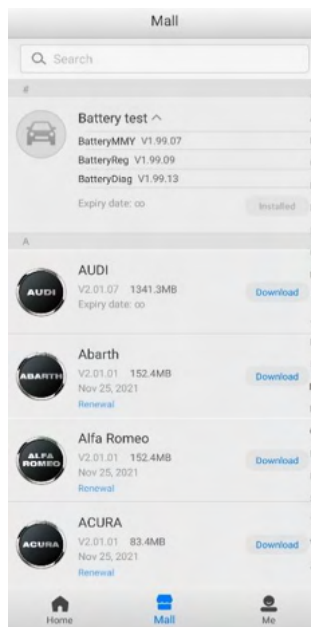 Mall
Search
#
Battery test
BatteryMMY V1.99.07
BatteryReg V1.99.09
BatteryDiag V1.99.13
Expiry date: ∞
Installed
A
AUDI
AUDI
V2.01.07 1341.3MB
Download
Expiry date: ∞
ABARTH
Abarth
V2.01.01 152.4MB
Download
Nov 25, 2021
Renewal
ALFA
ROMEO
Alfa Romeo
V2.01.01 152.4MB
Download
Nov 25, 2021
Renewal
ACURA
ACURA
V2.01.01 83.4MB
Download
Nov 25, 2021
Renewal
Home
Mall
Me